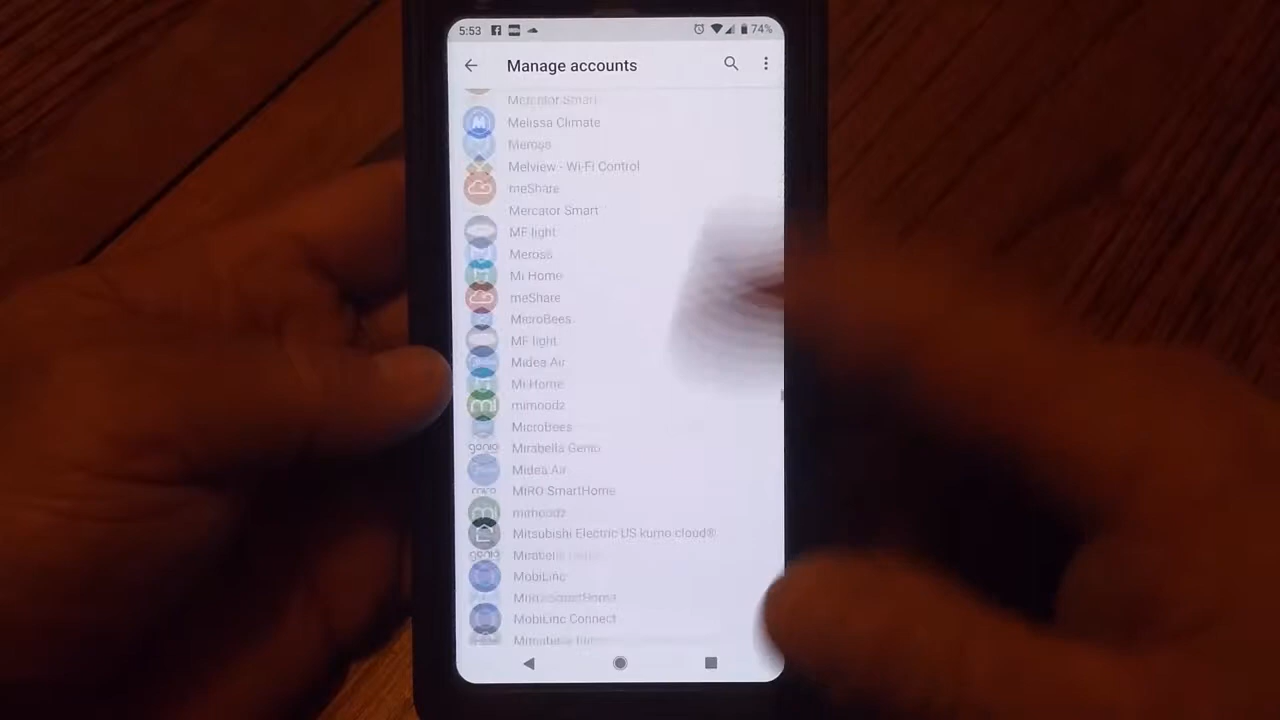 5:53 74%
Manage accounts
Mercator Smart
Melissa Climate
Meross
Melview - Wi-Fi Control
meShare
Mercator Smart
MF light
Meross
Mi Home
meShare
MicroBees
MF light
Midea Air
Mi Home
mimoodz
MicroBees
genio Mirabella Genio
Midea Air
miro MIRO SmartHome
mimoodz
Mitsubishi Electric US kumo cloud®
genio
MobiLinc
MobiLinc Connect